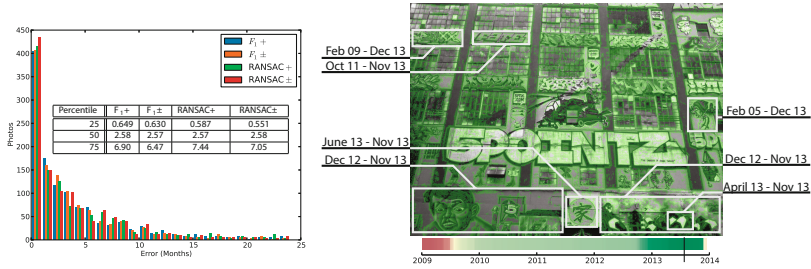 450
400
350
300
250
200
150
100
50
0
Photos
0 5 10 15 20 25
Error (Months)
F₁ +
F₁ ±
RANSAC +
RANSAC ±
Percentile F₁+ F₁± RANSAC+ RANSAC±
25 0.649 0.630 0.587 0.551
50 2.58 2.57 2.57 2.58
75 6.90 6.47 7.44 7.05
Feb 09 - Dec 13
Oct 11 - Nov 13
June 13 - Nov 13
Dec 12 - Nov 13
Feb 05 - Dec 13
Dec 12 - Nov 13
April 13 - Nov 13
5POINTZ
家
2009 2010 2011 2012 2013 2014